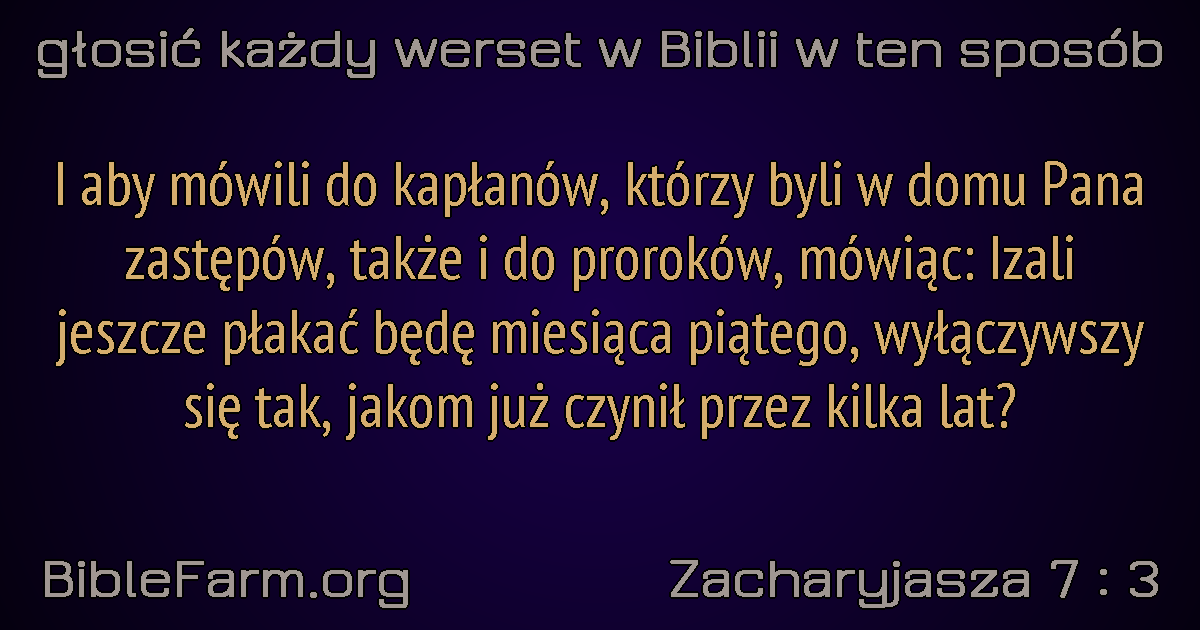 głosić każdy werset w Biblii w ten sposób
I aby mówili do kapłanów, którzy byli w domu Pana
zastępów, także i do proroków, mówiąc: Izali
jeszcze płakać będę miesiąca piątego, wyłączywszy
się tak, jakom już czynił przez kilka lat?
BibleFarm.org
Zacharyjasza 7 : 3